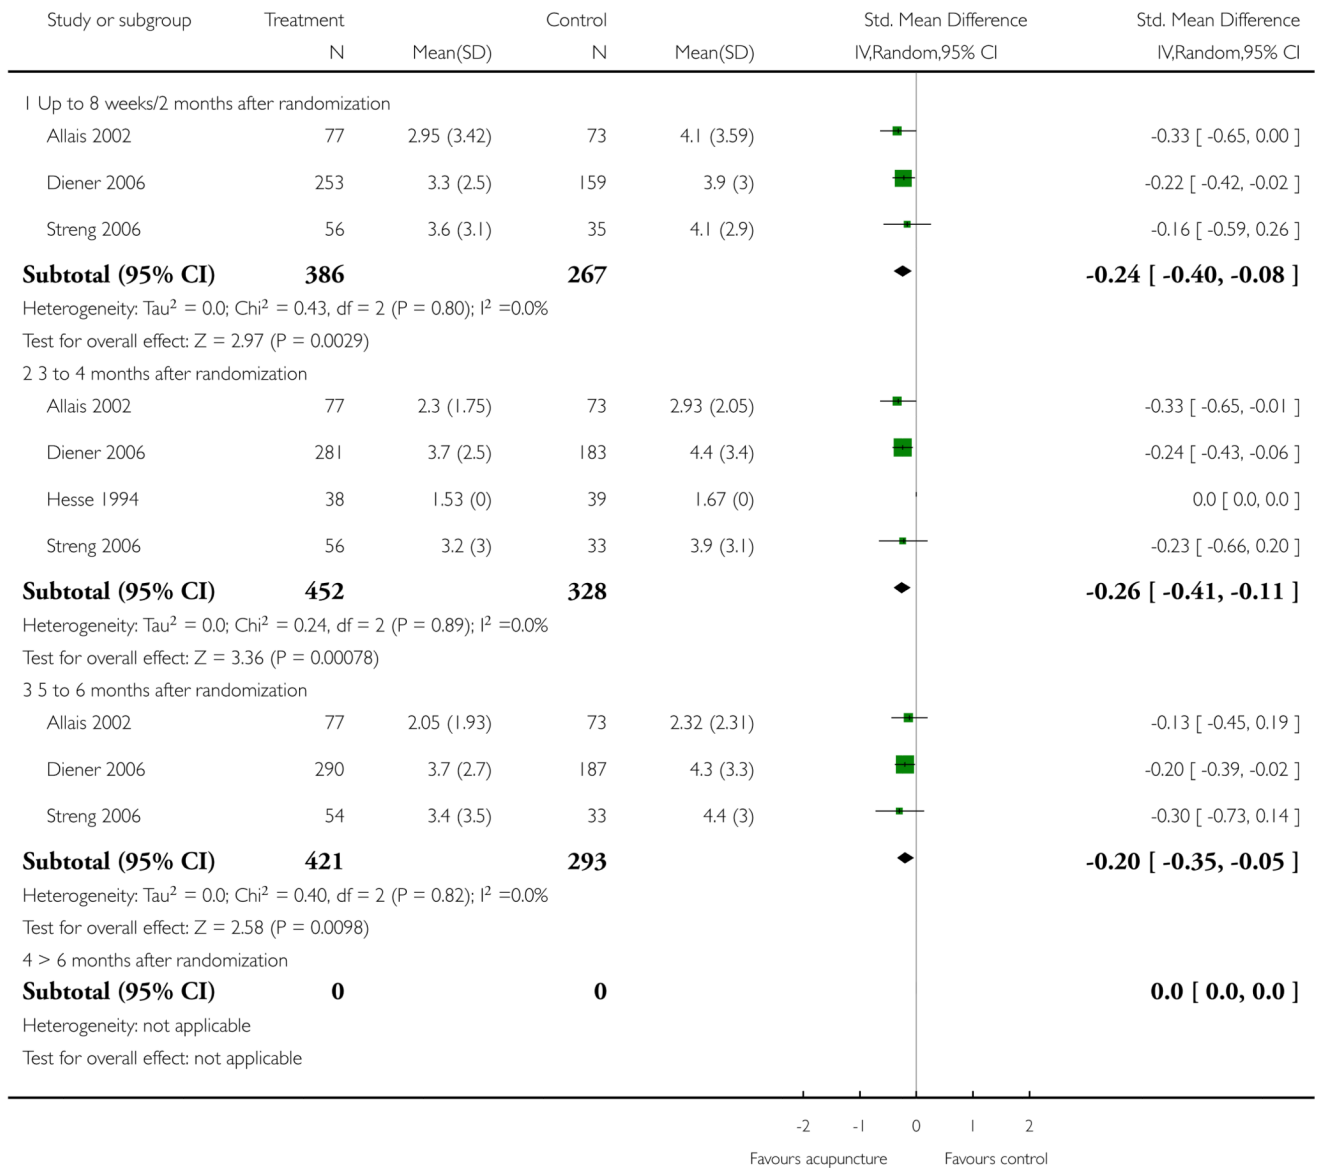 Study or subgroup Treatment Control Std. Mean Difference Std. Mean Difference
N Mean(SD) N Mean(SD) IV,Random,95% CI IV,Random,95% CI
1 Up to 8 weeks/2 months after randomization
Allais 2002 77 2.95 (3.42) 73 4.1 (3.59) -0.33 [ -0.65, 0.00 ]
Diener 2006 253 3.3 (2.5) 159 3.9 (3) -0.22 [ -0.42, -0.02 ]
Streng 2006 56 3.6 (3.1) 35 4.1 (2.9) -0.16 [ -0.59, 0.26 ]
Subtotal (95% CI) 386 267 -0.24 [ -0.40, -0.08 ]
Heterogeneity: Tau² = 0.0; Chi² = 0.43, df = 2 (P = 0.80); I² =0.0%
Test for overall effect: Z = 2.97 (P = 0.0029)
2 3 to 4 months after randomization
Allais 2002 77 2.3 (1.75) 73 2.93 (2.05) -0.33 [ -0.65, -0.01 ]
Diener 2006 281 3.7 (2.5) 183 4.4 (3.4) -0.24 [ -0.43, -0.06 ]
Hesse 1994 38 1.53 (0) 39 1.67 (0) 0.0 [ 0.0, 0.0 ]
Streng 2006 56 3.2 (3) 33 3.9 (3.1) -0.23 [ -0.66, 0.20 ]
Subtotal (95% CI) 452 328 -0.26 [ -0.41, -0.11 ]
Heterogeneity: Tau² = 0.0; Chi² = 0.24, df = 2 (P = 0.89); I² =0.0%
Test for overall effect: Z = 3.36 (P = 0.00078)
3 5 to 6 months after randomization
Allais 2002 77 2.05 (1.93) 73 2.32 (2.31) -0.13 [ -0.45, 0.19 ]
Diener 2006 290 3.7 (2.7) 187 4.3 (3.3) -0.20 [ -0.39, -0.02 ]
Streng 2006 54 3.4 (3.5) 33 4.4 (3) -0.30 [ -0.73, 0.14 ]
Subtotal (95% CI) 421 293 -0.20 [ -0.35, -0.05 ]
Heterogeneity: Tau² = 0.0; Chi² = 0.40, df = 2 (P = 0.82); I² =0.0%
Test for overall effect: Z = 2.58 (P = 0.0098)
4 > 6 months after randomization
Subtotal (95% CI) 0 0 0.0 [ 0.0, 0.0 ]
Heterogeneity: not applicable
Test for overall effect: not applicable
-2 -1 0 1 2
Favours acupuncture Favours control